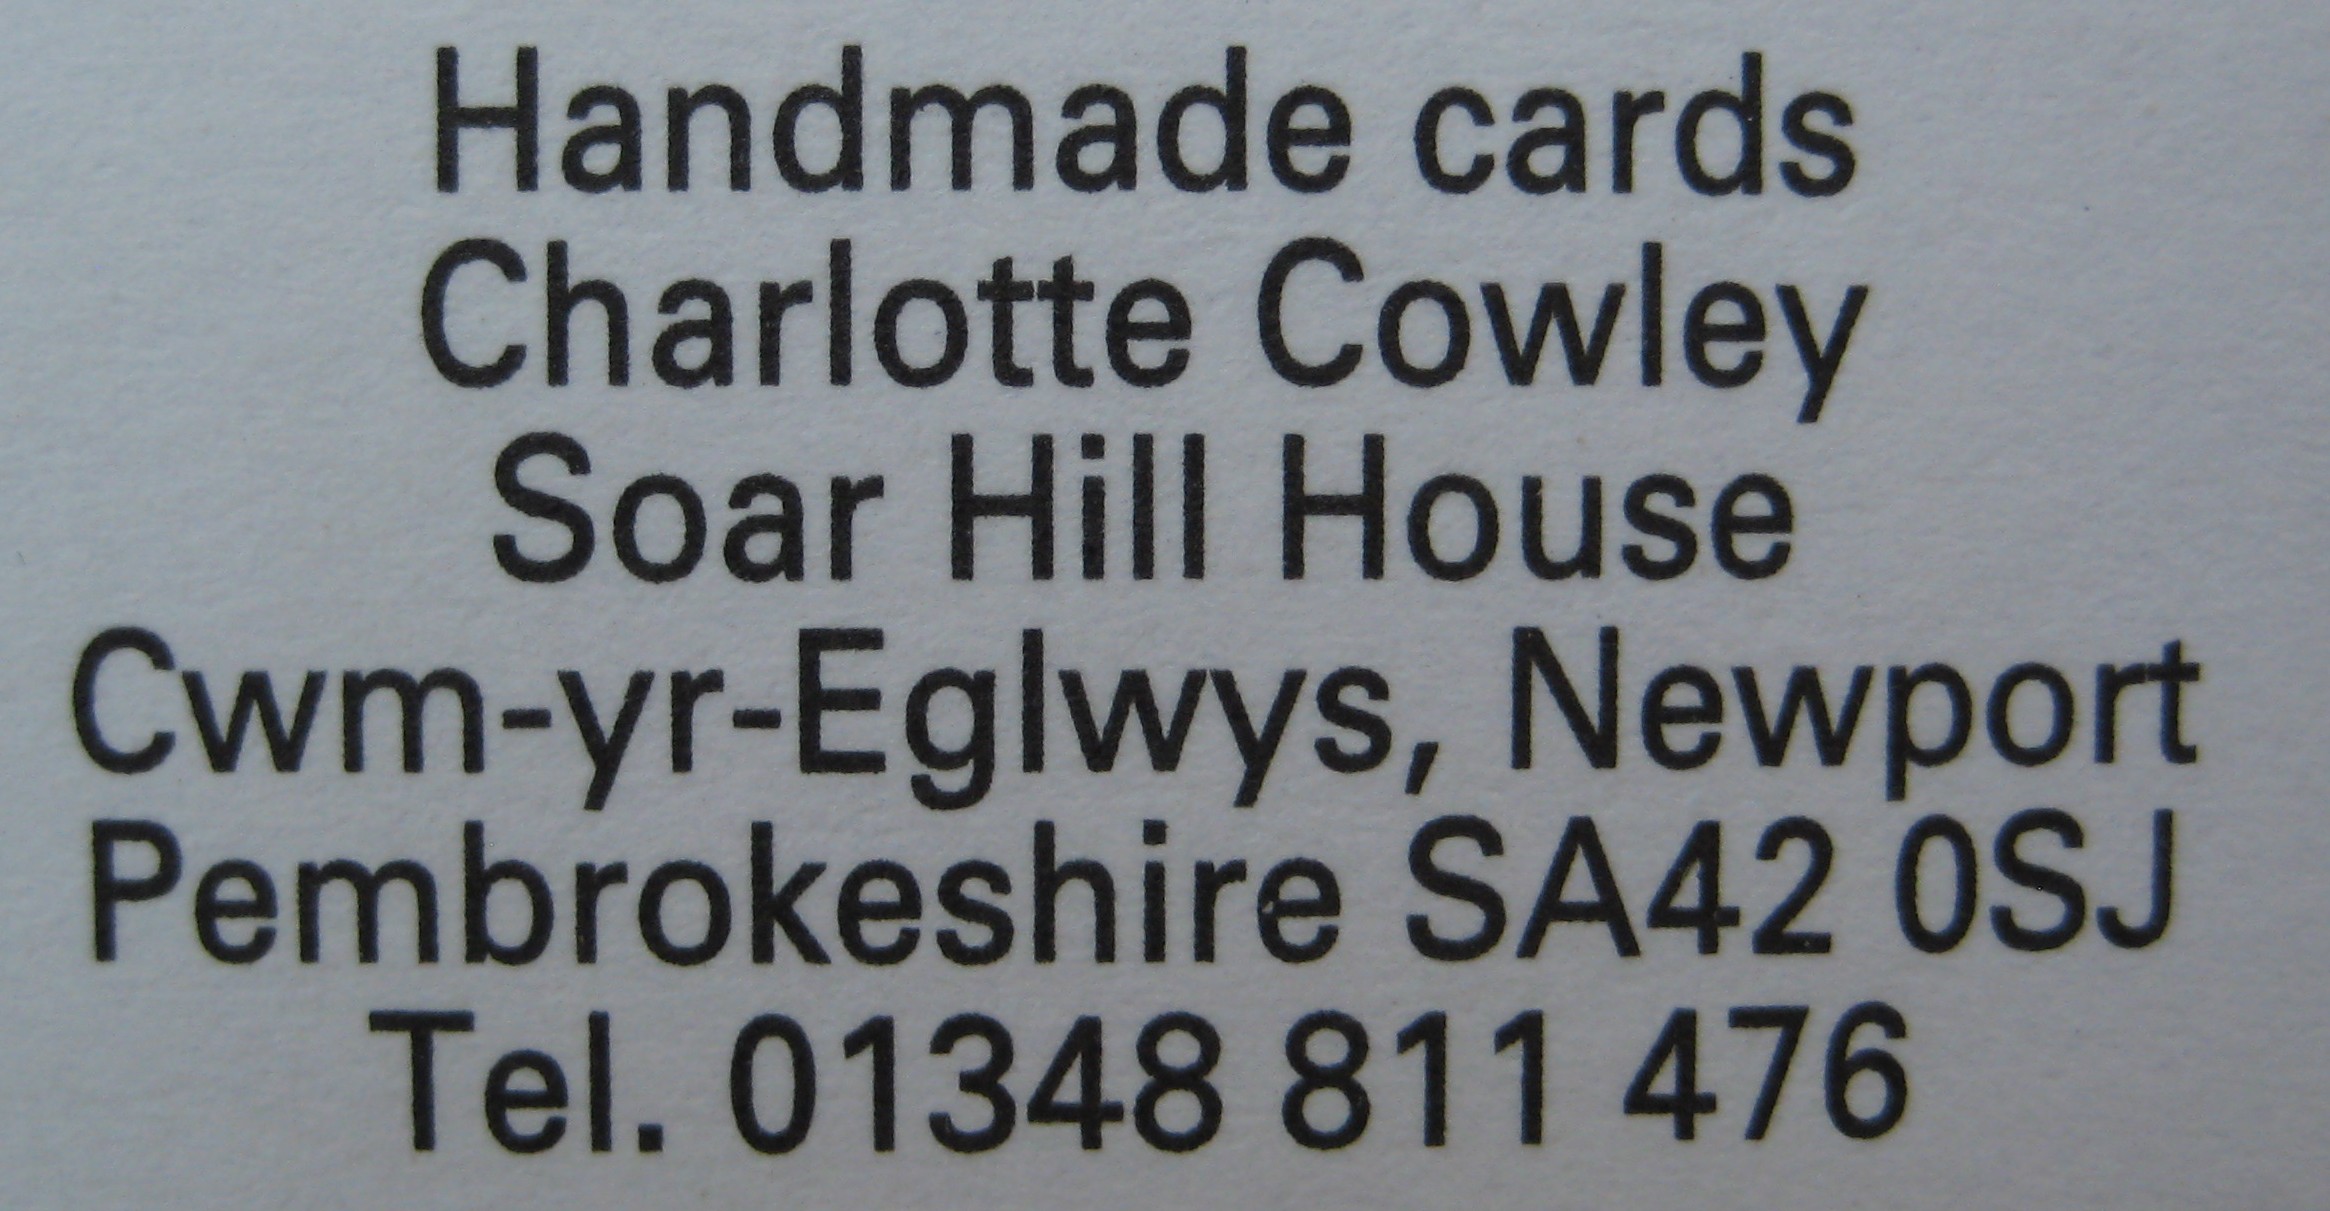 Handmade cards
Charlotte Cowley
Soar Hill House
Cwm-yr-Eglwys, Newport
Pembrokeshire SA42 0SJ
Tel. 01348 811 476